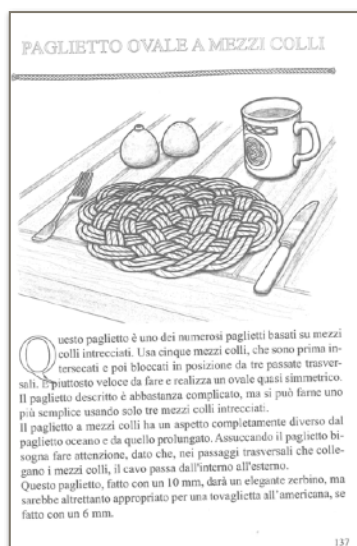 PAGLIETTO OVALE A MEZZI COLLI
Questo paglietto è uno dei numerosi paglietti basati su mezzi
colli intrecciati. Usa cinque mezzi colli, che sono prima in-
tersecati e poi bloccati in posizione da tre passate trasver-
sali. È piuttosto veloce da fare e realizza un ovale quasi simmetrico.
Il paglietto descritto è abbastanza complicato, ma si può farne uno
più semplice usando solo tre mezzi colli intrecciati.
Il paglietto a mezzi colli ha un aspetto completamente diverso dal
paglietto oceano e da quello prolungato. Assuccando il paglietto bi-
sogna fare attenzione, dato che, nei passaggi trasversali che colle-
gano i mezzi colli, il cavo passa dall'interno all'esterno.
Questo paglietto, fatto con un 10 mm, darà un elegante zerbino, ma
sarebbe altrettanto appropriato per una tovaglietta all'americana, se
fatto con un 6 mm.
137